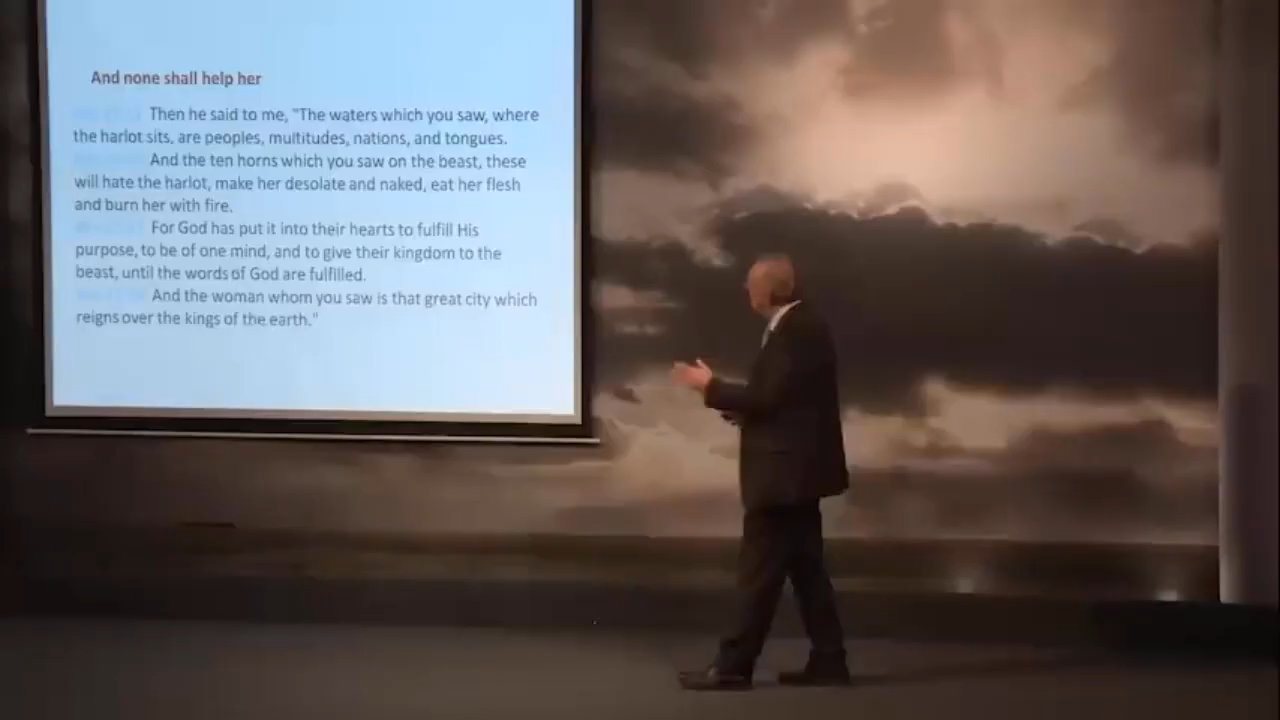 And none shall help her
Then he said to me, "The waters which you saw, where
the harlot sits, are peoples, multitudes, nations, and tongues.
And the ten horns which you saw on the beast, these
will hate the harlot, make her desolate and naked, eat her flesh
and burn her with fire.
For God has put it into their hearts to fulfill His
purpose, to be of one mind, and to give their kingdom to the
beast, until the words of God are fulfilled.
And the woman whom you saw is that great city which
reigns over the kings of the earth."